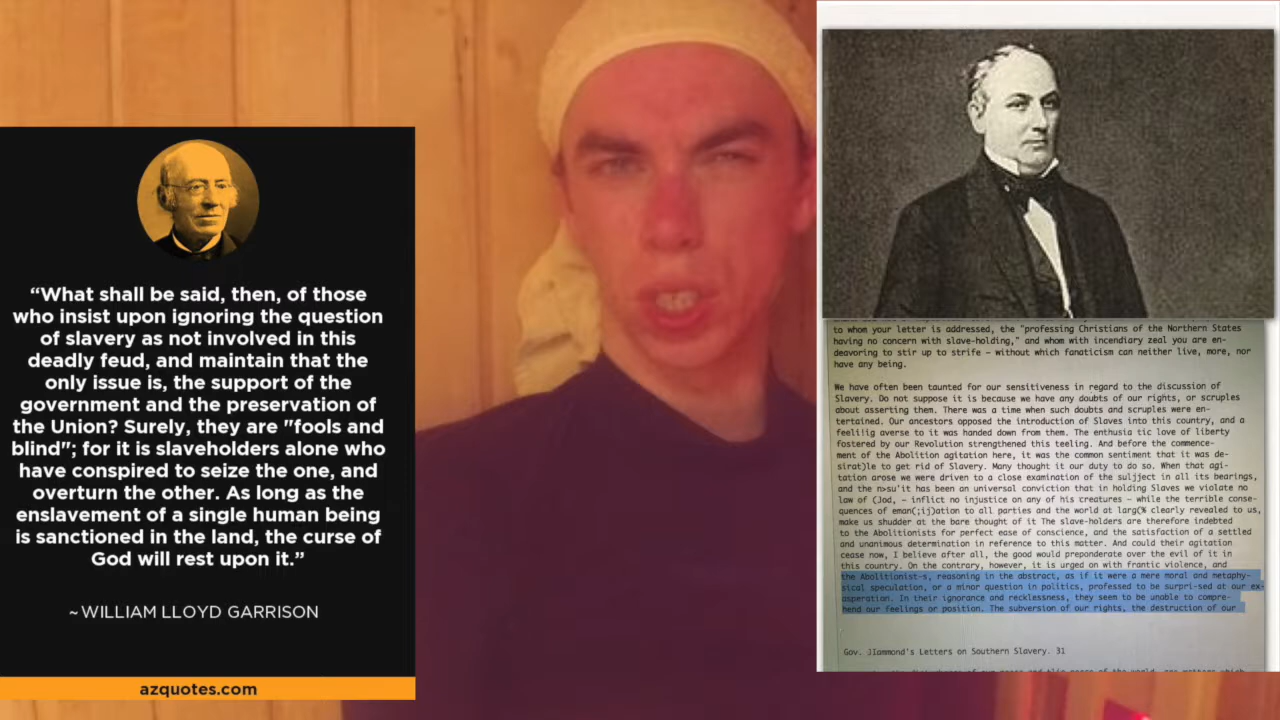 “What shall be said, then, of those
who insist upon ignoring the question
of slavery as not involved in this
deadly feud, and maintain that the
only issue is, the support of the
government and the preservation of
the Union? Surely, they are "fools and
blind"; for it is slaveholders alone who
have conspired to seize the one, and
overturn the other. As long as the
enslavement of a single human being
is sanctioned in the land, the curse of
God will rest upon it.”
~ WILLIAM LLOYD GARRISON
azquotes.com
to whom your letter is addressed, the "professing Christians of the Northern States
having no concern with slave-holding," and whom with incendiary zeal you are en-
deavoring to stir up to strife — without which fanaticism can neither live, more, nor
have any being.
We have often been taunted for our sensitiveness in regard to the discussion of
Slavery. Do not suppose it is because we have any doubts of our rights, or scruples
about asserting them. There was a time when such doubts and scruples were en-
tertained. Our ancestors opposed the introduction of Slaves into this country, and a
averse to it was handed down from them. The enthusia tic love of liberty
fostered by our Revolution strengthened this teeling. And before the commence-
ment of the Abolition agitation here, it was the common sentiment that it was de-
sirat)le to get rid of Slavery. Many thought it our duty to do so. When that agi-
tation arose we were driven to a close examination of the sulject in all its bearings,
and the n>su'it has been an universal conviction that in holding Slaves we violate no
law of (Jod, — inflict no injustice on any of his creatures — while the terrible conse-
quences of eman(;ij)ation to all parties and the world at larg(% clearly revealed to us,
make us shudder at the bare thought of it The slave-holders are therefore indebted
to the Abolitionists for perfect ease of conscience, and the satisfaction of a settled
and unanimous determination in reference to this matter. And could their agitation
cease now, I believe after all, the good would preponderate over the evil of it in
this country. On the contrary, however, it is urged on with frantic violence, and
the Abolitionist-s, reasoning in the abstract, as if it were a mere moral and metaphy-
sical speculation, or a minor question in politics, professed to be surpri-sed at our ex-
asperation. In their ignorance and recklessness, they seem to be unable to compre-
hend our feelings or position. The subversion of our rights, the destruction of our
Gov. JIammond's Letters on Southern Slavery. 31